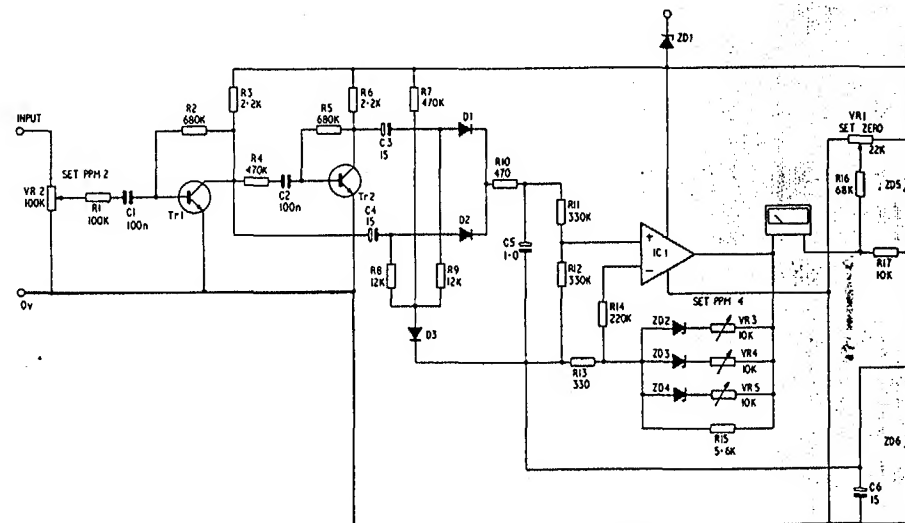 ZD1
R3
2·2K
R6
2·2K
R7
470K
R2
680K
R5
680K
INPUT
C3
15
D1
VR1
SET ZERO
22K
R4
470K
R10
470
SET PPM 2
VR2
100K
R1
100K
C1
100n
Tr1
C2
100n
Tr2
R16
68K
ZD5
C4
15
D2
R11
330K
+
IC1
−
C5
1·0
R12
330K
R17
10K
R8
12K
R9
12K
0v
R14
220K
SET PPM 4
D3
ZD2
VR3
10K
ZD3
VR4
10K
R13
330
ZD4
VR5
10K
R15
5·6K
ZD6
C6
15